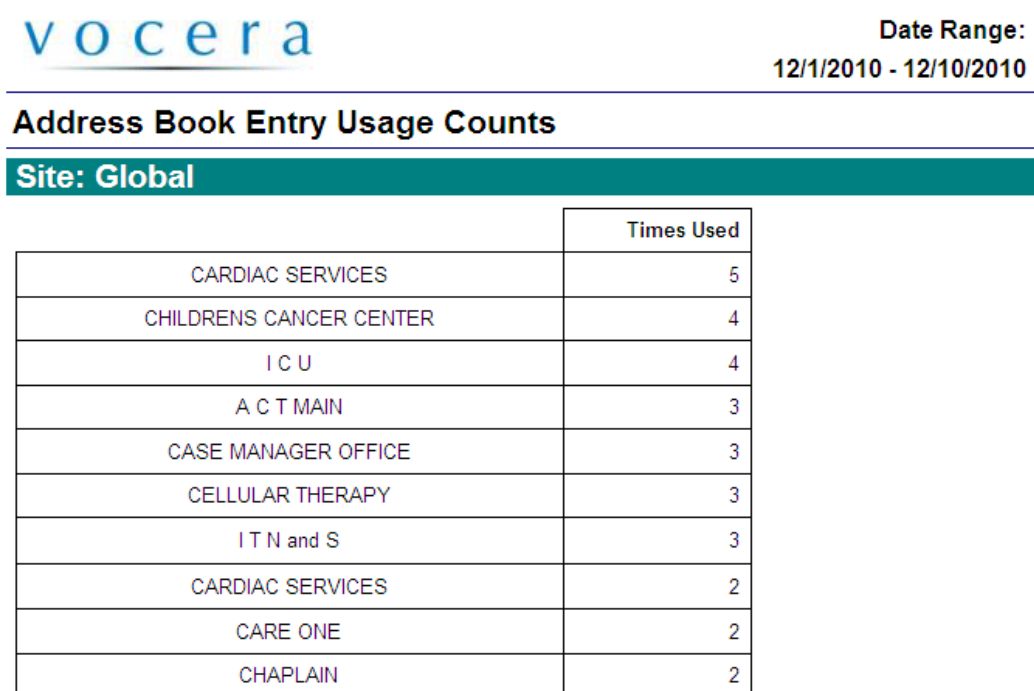 vocera
Date Range:
12/1/2010 - 12/10/2010
Address Book Entry Usage Counts
Site: Global
Times Used
CARDIAC SERVICES 5
CHILDRENS CANCER CENTER 4
I C U 4
A C T MAIN 3
CASE MANAGER OFFICE 3
CELLULAR THERAPY 3
I T N and S 3
CARDIAC SERVICES 2
CARE ONE 2
CHAPLAIN 2